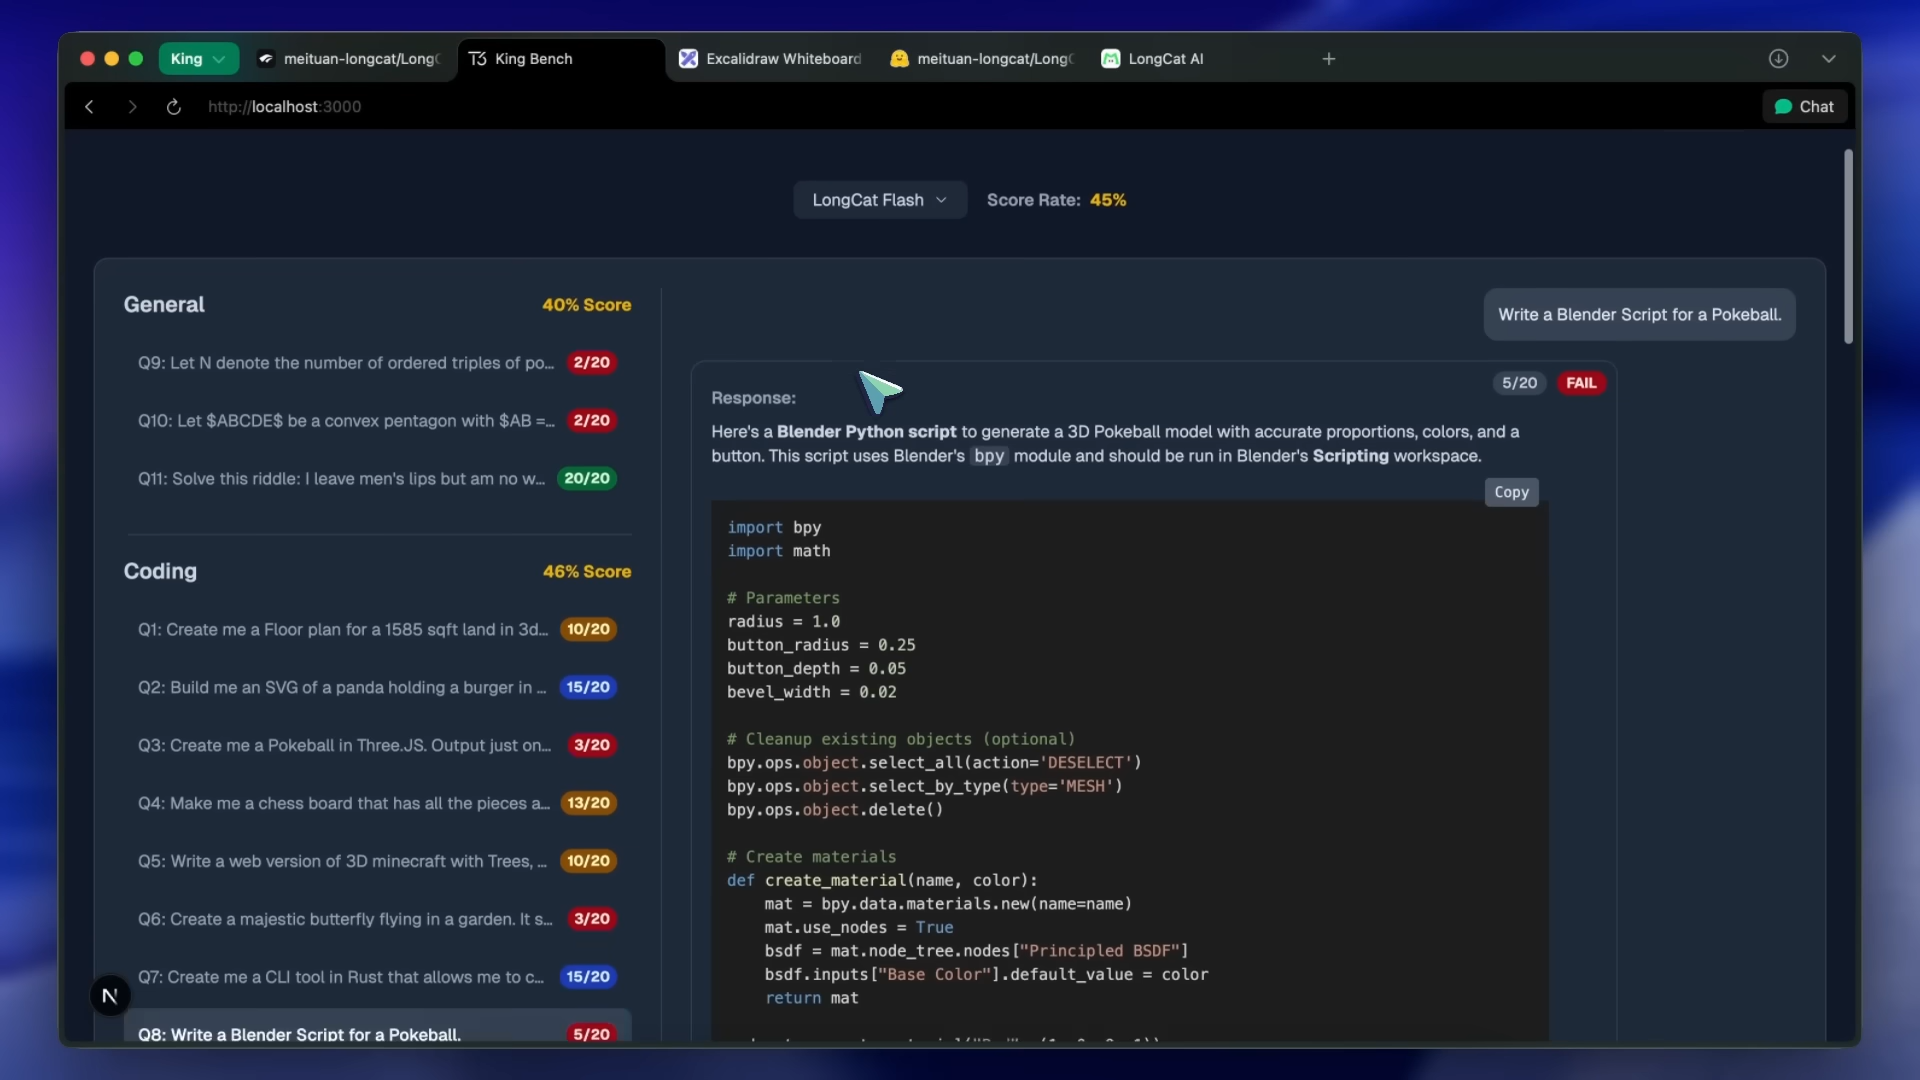 King
meituan-longcat/LongC
King Bench
Excalidraw Whiteboard
meituan-longcat/LongC
LongCat AI
http://localhost:3000
Chat
LongCat Flash
Score Rate: 45%
General
40% Score
Q9: Let N denote the number of ordered triples of po...
2/20
Q10: Let $ABCDE$ be a convex pentagon with $AB =...
2/20
Q11: Solve this riddle: I leave men's lips but am no w...
20/20
Coding
46% Score
Q1: Create me a Floor plan for a 1585 sqft land in 3d...
10/20
Q2: Build me an SVG of a panda holding a burger in ...
15/20
Q3: Create me a Pokeball in Three.JS. Output just on...
3/20
Q4: Make me a chess board that has all the pieces a...
13/20
Q5: Write a web version of 3D minecraft with Trees, ...
10/20
Q6: Create a majestic butterfly flying in a garden. It s...
3/20
Q7: Create me a CLI tool in Rust that allows me to c...
15/20
Q8: Write a Blender Script for a Pokeball.
5/20
N
Write a Blender Script for a Pokeball.
5/20
FAIL
Response:
Here's a Blender Python script to generate a 3D Pokeball model with accurate proportions, colors, and a
button. This script uses Blender's bpy module and should be run in Blender's Scripting workspace.
Copy
import bpy
import math
# Parameters
radius = 1.0
button_radius = 0.25
button_depth = 0.05
bevel_width = 0.02
# Cleanup existing objects (optional)
bpy.ops.object.select_all(action='DESELECT')
bpy.ops.object.select_by_type(type='MESH')
bpy.ops.object.delete()
# Create materials
def create_material(name, color):
    mat = bpy.data.materials.new(name=name)
    mat.use_nodes = True
    bsdf = mat.node_tree.nodes["Principled BSDF"]
    bsdf.inputs["Base Color"].default_value = color
    return mat